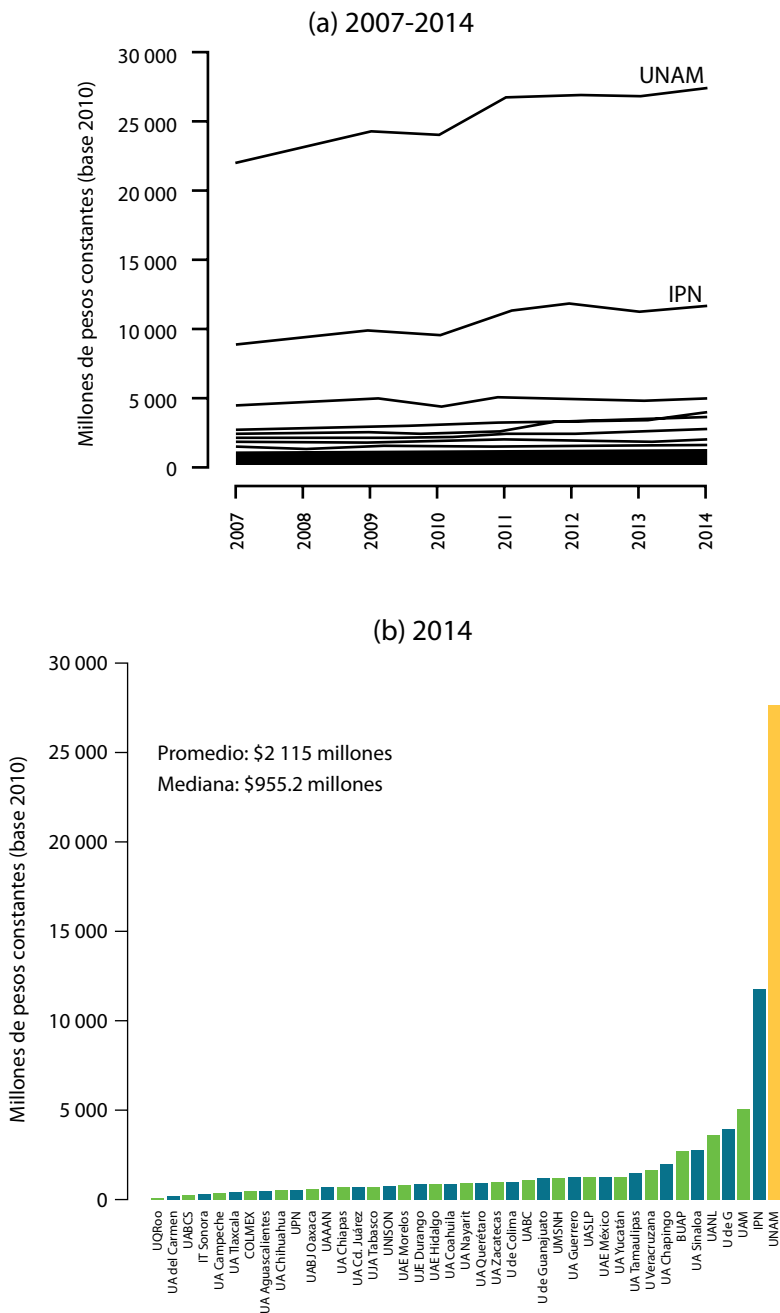 (a) 2007-2014
Millones de pesos constantes (base 2010)
30 000
25 000
20 000
15 000
10 000
5 000
0
UNAM
IPN
2007
2008
2009
2010
2011
2012
2013
2014
(b) 2014
Millones de pesos constantes (base 2010)
30 000
25 000
20 000
15 000
10 000
5 000
0
Promedio: $2 115 millones
Mediana: $955.2 millones
UQRoo
UA del Carmen
UABCS
IT Sonora
UA Campeche
UA Tlaxcala
COLMEX
UA Aguascalientes
UA Chihuahua
UPN
UABJ Oaxaca
UAAAN
UA Chiapas
UA Cd. Juárez
UJA Tabasco
UNISON
UAE Morelos
UJE Durango
UAE Hidalgo
UA Coahuila
UA Nayarit
UA Querétaro
UA Zacatecas
U de Colima
UABC
U de Guanajuato
UMSNH
UA Guerrero
UASLP
UAE México
UA Yucatán
UA Tamaulipas
U Veracruzana
UA Chapingo
BUAP
UA Sinaloa
UANL
U de G
UAM
IPN
UNAM